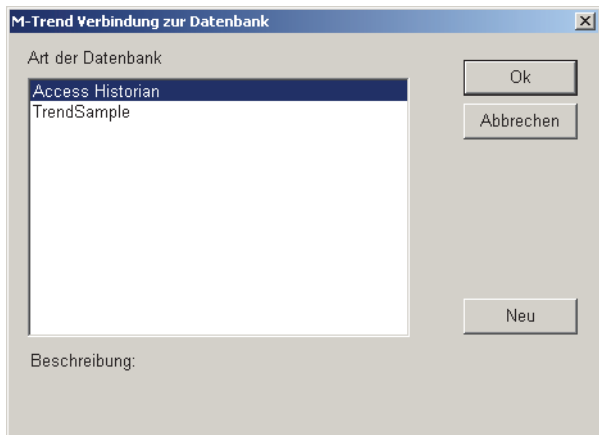 M-Trend Verbindung zur Datenbank
Art der Datenbank
Access Historian
TrendSample
Ok
Abbrechen
Neu
Beschreibung: